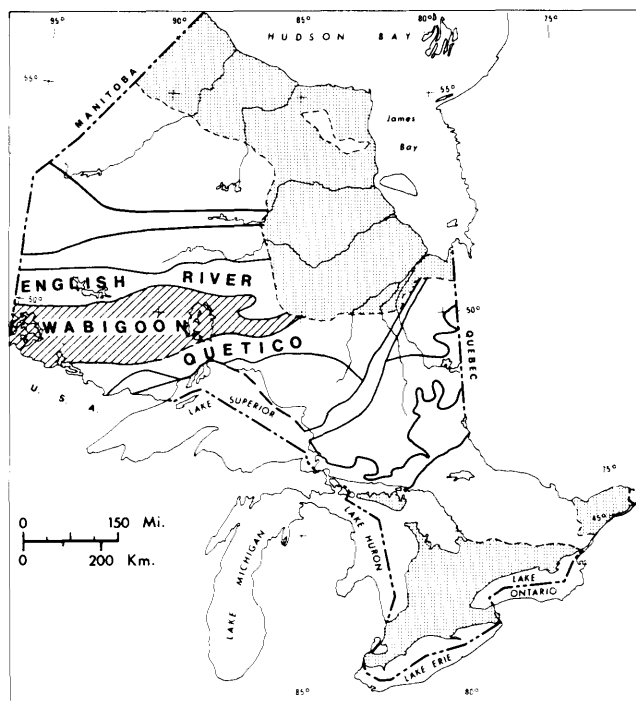 95°
90°
85°
80°
75°
HUDSON BAY
55°
MANITOBA
55°
James
Bay
ENGLISH RIVER
50°
50°
WABIGOON
QUETICO
QUEBEC
U. S. A.
LAKE SUPERIOR
75°
0 150 Mi.
0 200 Km.
45°
LAKE HURON
LAKE MICHIGAN
LAKE
ONTARIO
LAKE ERIE
85°
80°